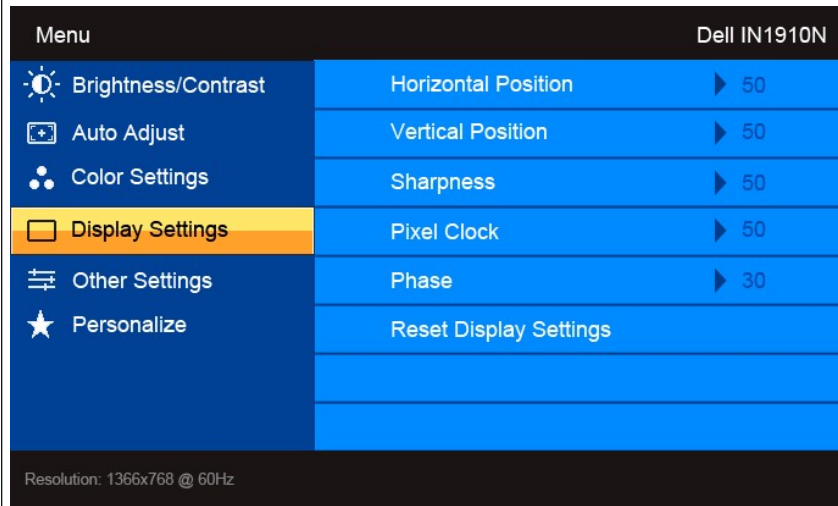 Menu Dell IN1910N
Brightness/Contrast Horizontal Position 50
Auto Adjust Vertical Position 50
Color Settings Sharpness 50
Display Settings Pixel Clock 50
Other Settings Phase 30
Personalize Reset Display Settings
Resolution: 1366x768 @ 60Hz